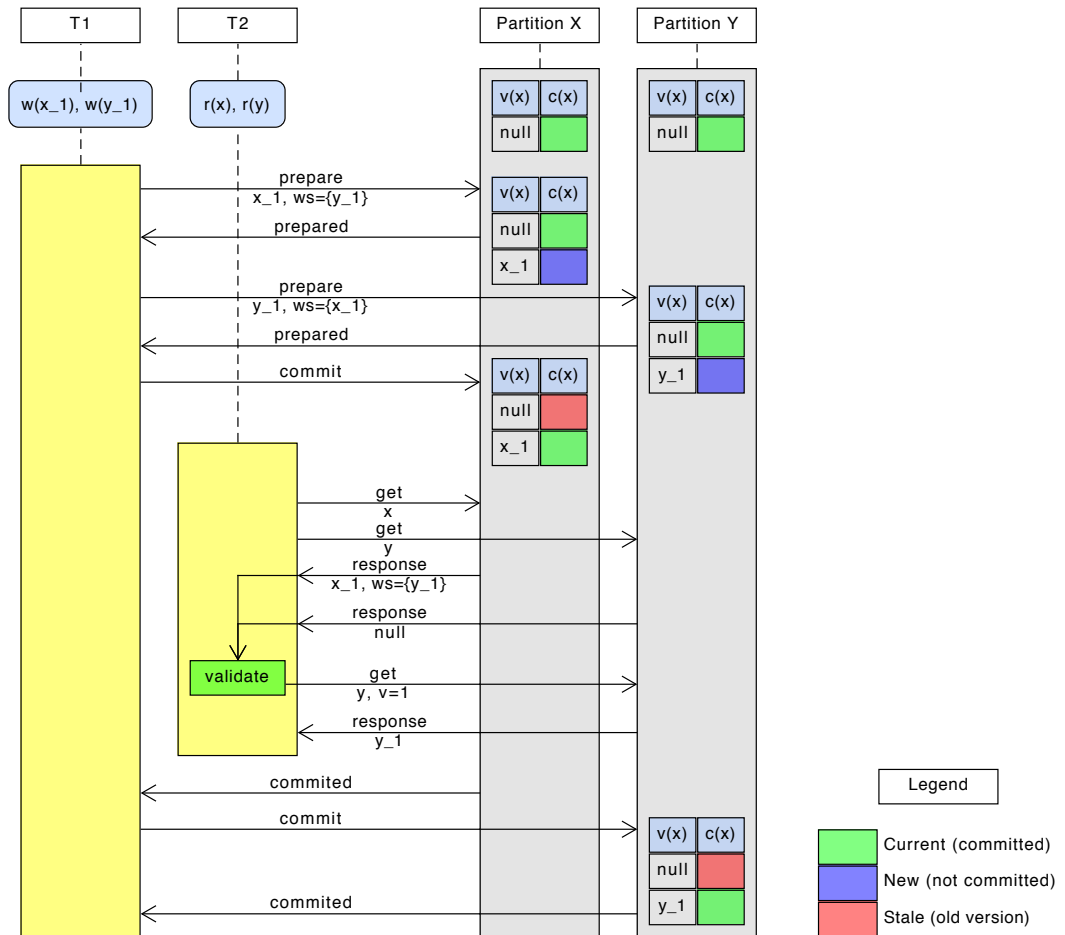 T1
T2
Partition X
Partition Y
w(x_1), w(y_1)
r(x), r(y)
v(x) c(x)
null
v(x) c(x)
null
prepare
x_1, ws={y_1}
v(x) c(x)
null
x_1
prepared
prepare
y_1, ws={x_1}
v(x) c(x)
null
y_1
prepared
commit
v(x) c(x)
null
x_1
get
x
get
y
response
x_1, ws={y_1}
response
null
validate
get
y, v=1
response
y_1
commited
commit
v(x) c(x)
null
y_1
commited
Legend
Current (committed)
New (not committed)
Stale (old version)